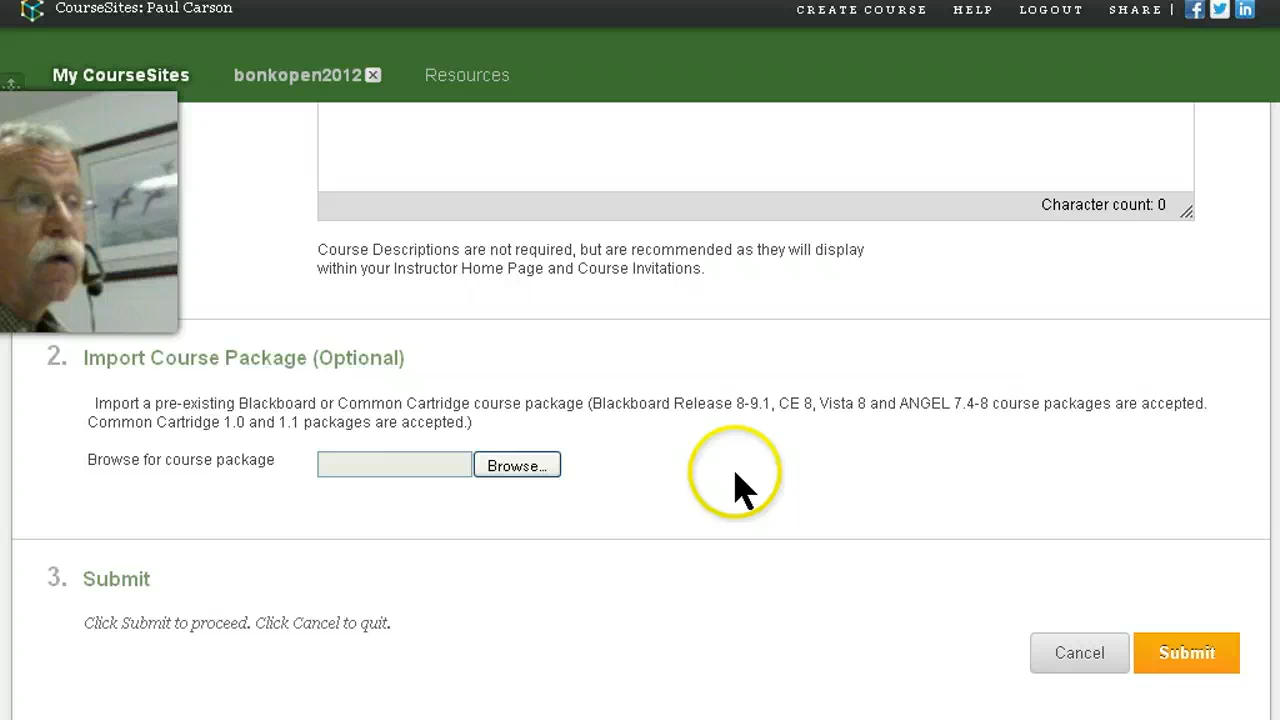 CourseSites: Paul Carson
CREATE COURSE HELP LOGOUT SHARE |
My CourseSites bonkopen2012 Resources
Character count: 0
Course Descriptions are not required, but are recommended as they will display
within your Instructor Home Page and Course Invitations.
2. Import Course Package (Optional)
Import a pre-existing Blackboard or Common Cartridge course package (Blackboard Release 8-9.1, CE 8, Vista 8 and ANGEL 7.4-8 course packages are accepted.
Common Cartridge 1.0 and 1.1 packages are accepted.)
Browse for course package Browse...
3. Submit
Click Submit to proceed. Click Cancel to quit.
Cancel Submit